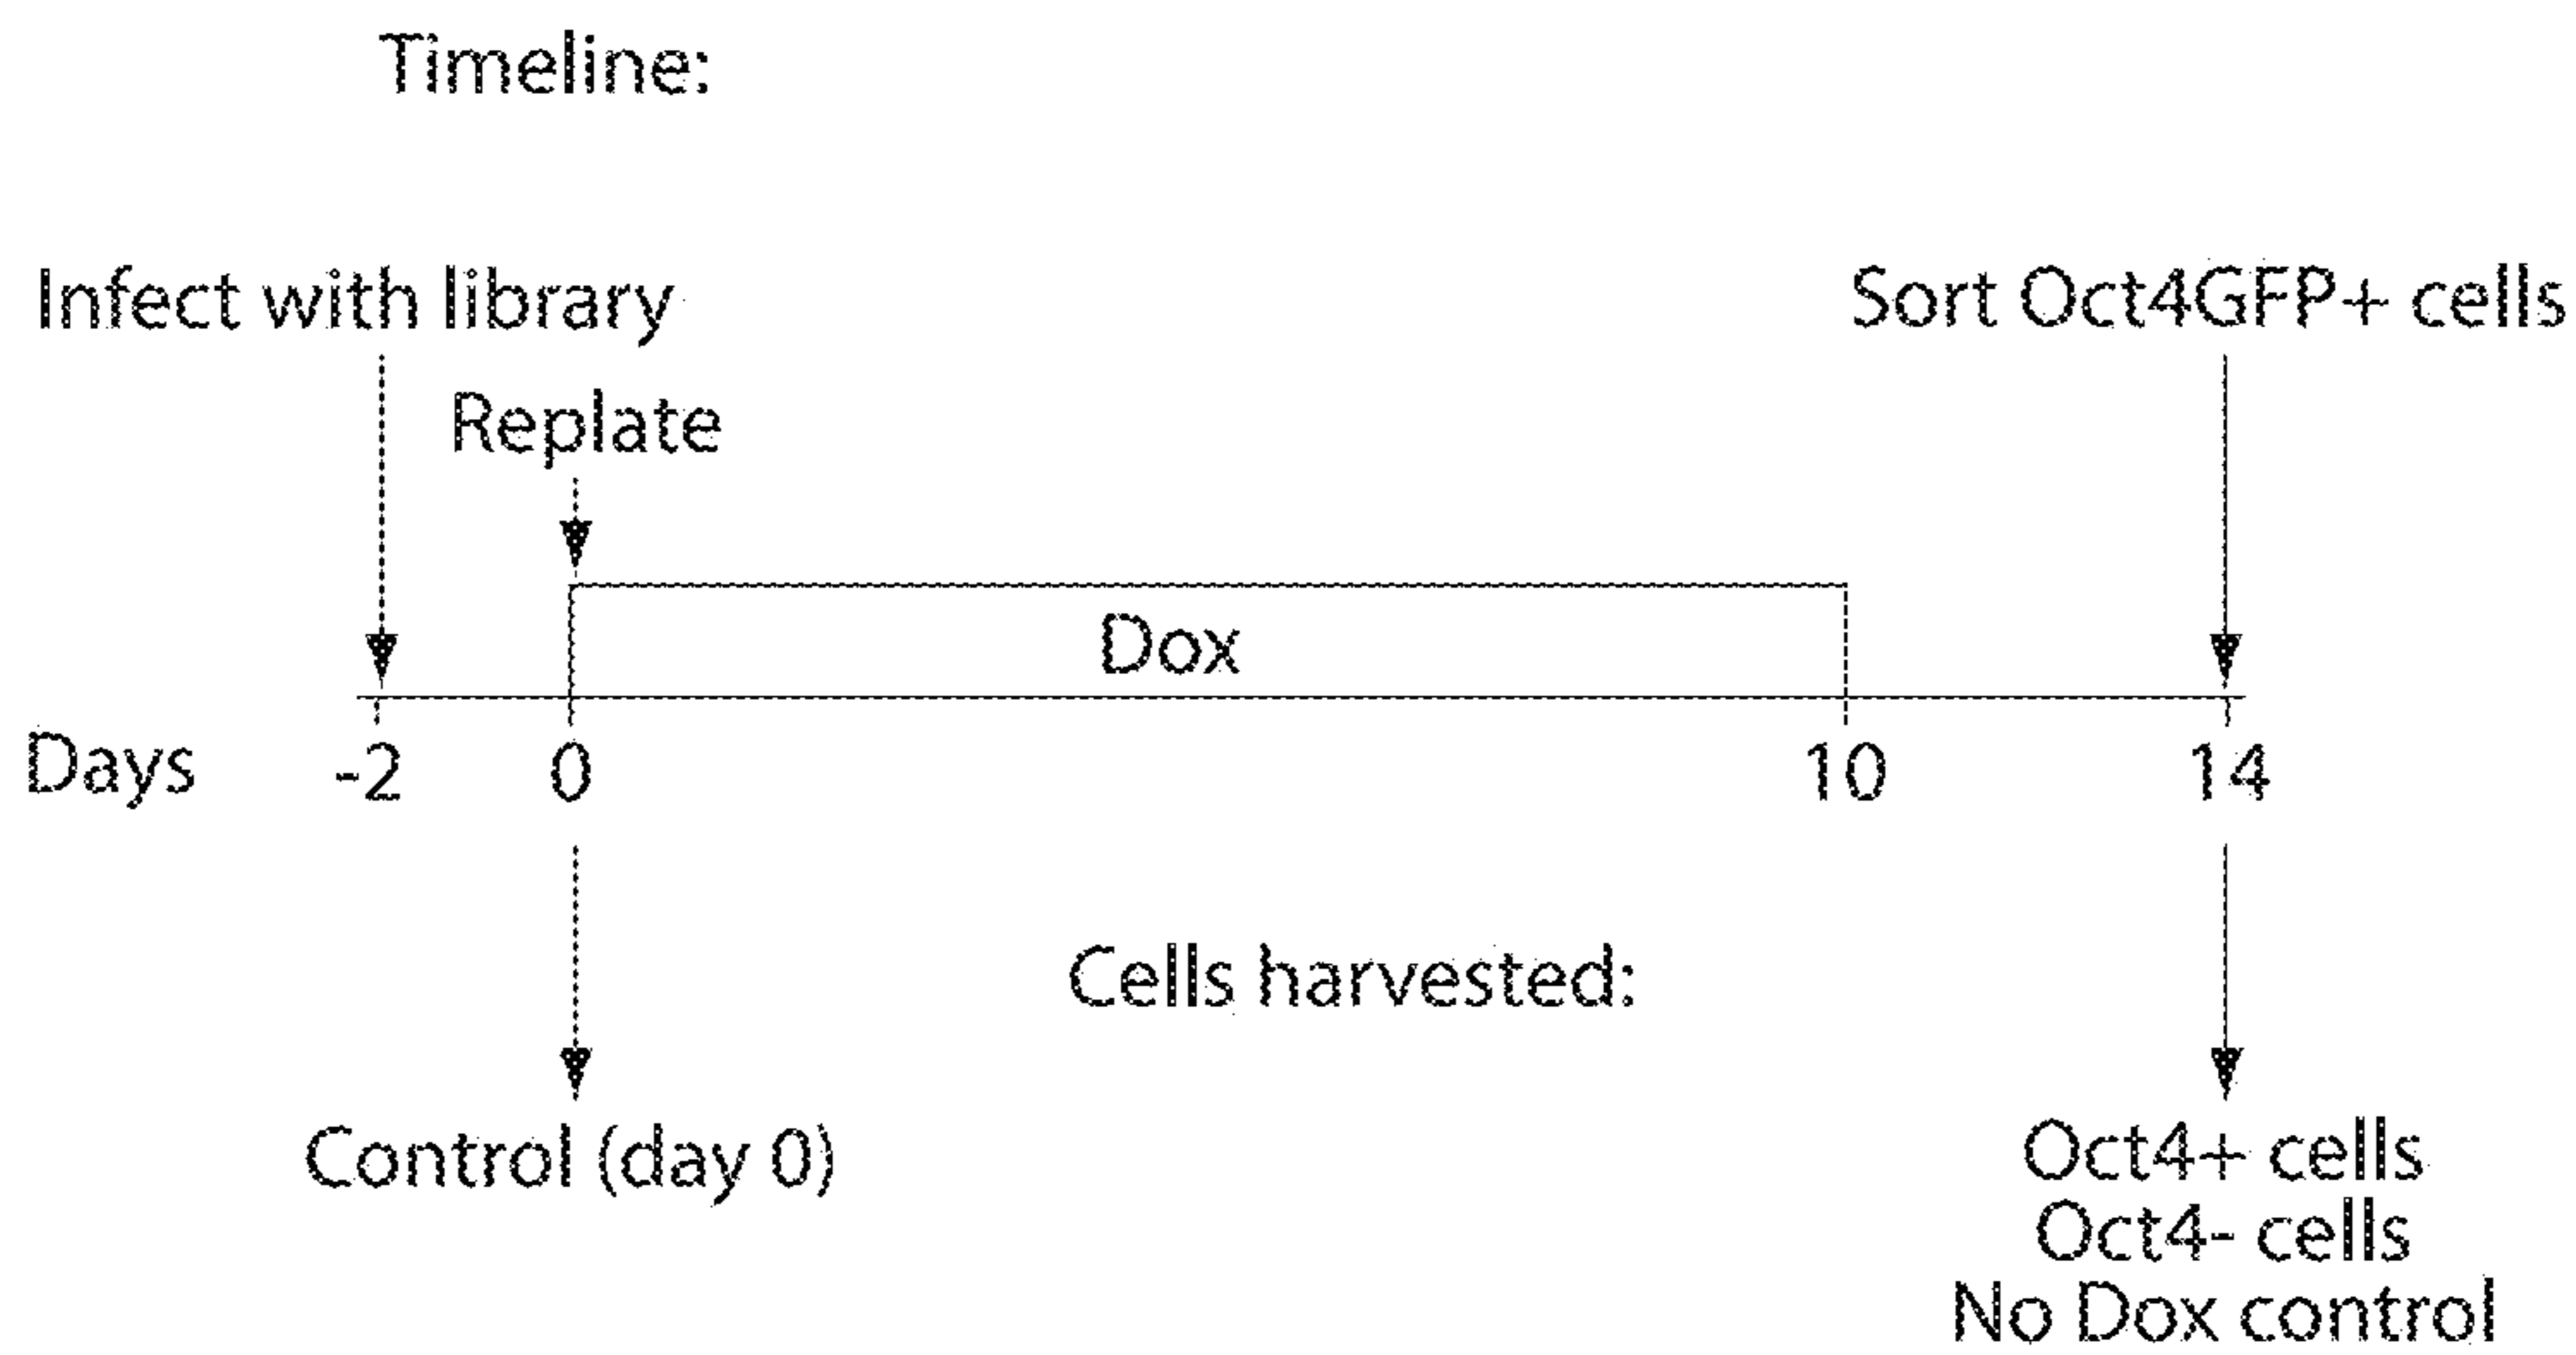 Timeline:
Infect with library
Sort Oct4GFP+ cells
Replate
Dox
Days -2 0 10 14
Cells harvested:
Control (day 0)
Oct4+ cells
Oct4- cells
No Dox control